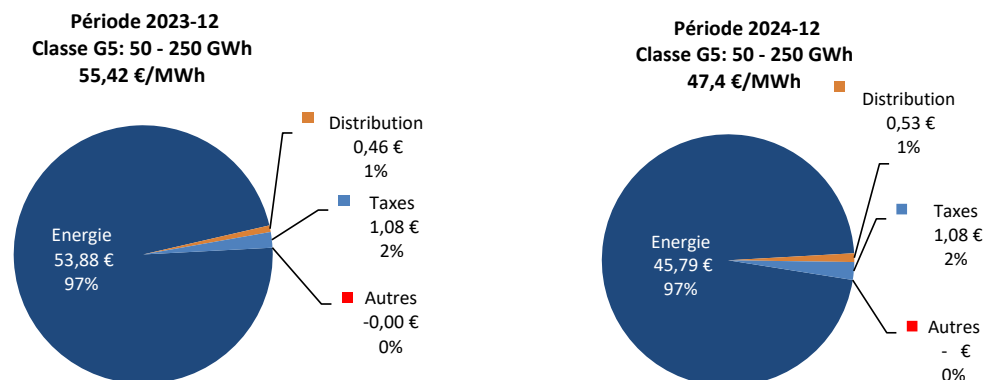 Période 2023-12
Classe G5: 50 - 250 GWh
55,42 €/MWh
Distribution
0,46 €
1%
Taxes
1,08 €
2%
Energie
53,88 €
97%
Autres
-0,00 €
0%
Période 2024-12
Classe G5: 50 - 250 GWh
47,4 €/MWh
Distribution
0,53 €
1%
Taxes
1,08 €
2%
Energie
45,79 €
97%
Autres
- €
0%